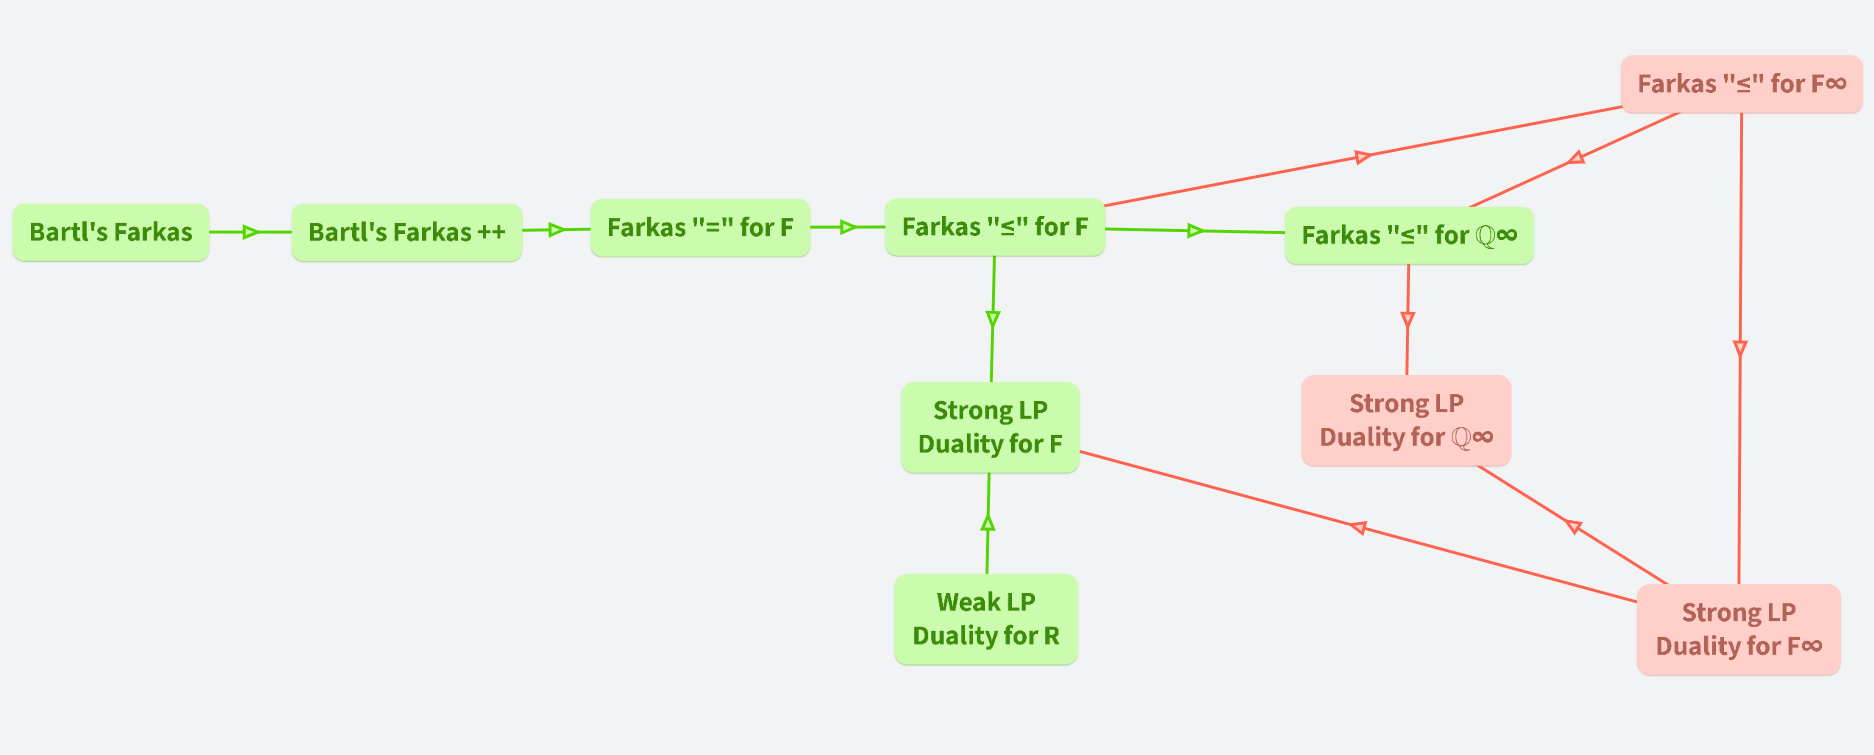 Farkas "≤" for F∞
Bartl's Farkas
Bartl's Farkas ++
Farkas "=" for F
Farkas "≤" for F
Farkas "≤" for ℚ∞
Strong LP
Duality for F
Strong LP
Duality for ℚ∞
Weak LP
Duality for R
Strong LP
Duality for F∞